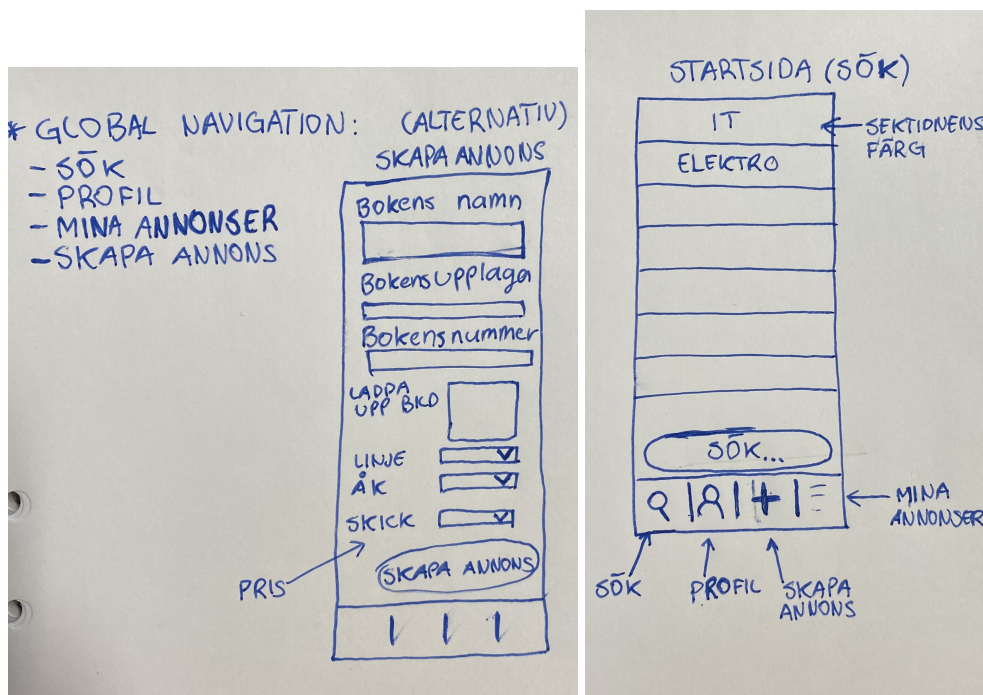 * GLOBAL NAVIGATION:
- SÖK
- PROFIL
- MINA ANNONSER
- SKAPA ANNONS
(ALTERNATIV)
SKAPA ANNONS
Bokens namn
Bokens upplaga
Bokens nummer
LADDA
UPP BILD
LINJE
ÅK
SKICK
PRIS
SKAPA ANNONS
STARTSIDA (SÖK)
IT
SEKTIONENS
FÄRG
ELEKTRO
SÖK...
MINA
ANNONSER
SÖK
PROFIL
SKAPA
ANNONS